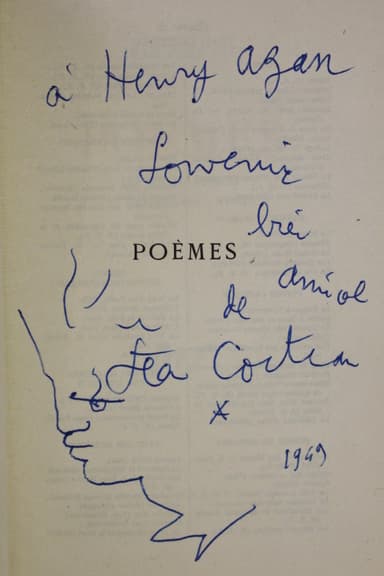 à Henry Agan
Souvenir
bien
POÈMES
amical
de
Jean Cocteau
*
1949